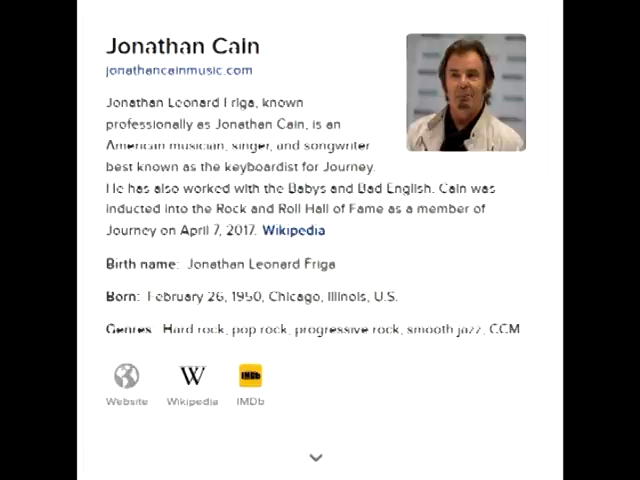 Jonathan Cain
jonathancainmusic.com
Jonathan Leonard Friga, known
professionally as Jonathan Cain, is an
American musician, singer, and songwriter
best known as the keyboardist for Journey.
He has also worked with the Babys and Bad English. Cain was
inducted into the Rock and Roll Hall of Fame as a member of
Journey on April 7, 2017. Wikipedia
Birth name: Jonathan Leonard Friga
Born: February 26, 1950, Chicago, Illinois, U.S.
Genres Hard rock, pop rock, progressive rock, smooth jazz, CCM
W IMDb
Website Wikipedia IMDb